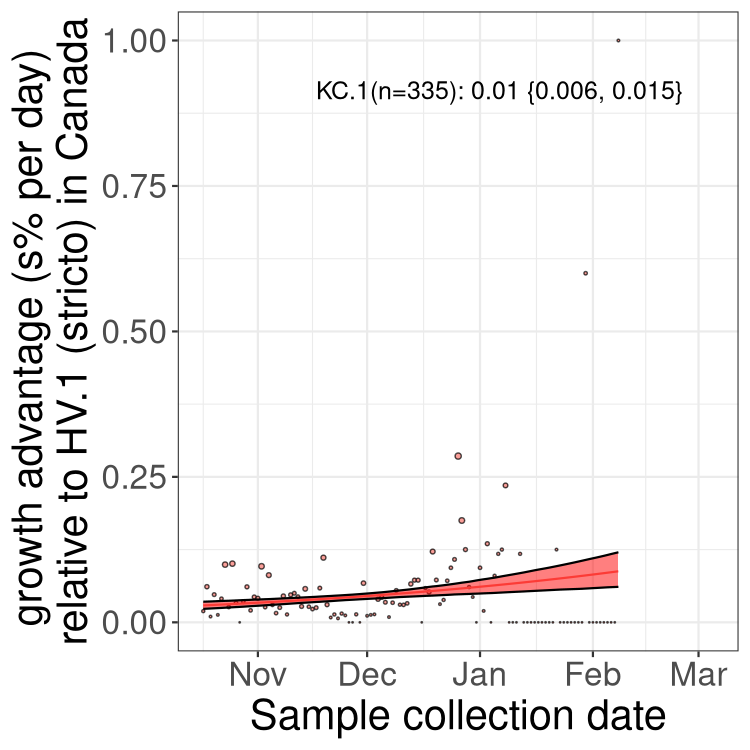 growth advantage (s% per day)
relative to HV.1 (stricto) in Canada
1.00
KC.1(n=335): 0.01 {0.006, 0.015}
0.75
0.50
0.25
0.00
Nov Dec Jan Feb Mar
Sample collection date